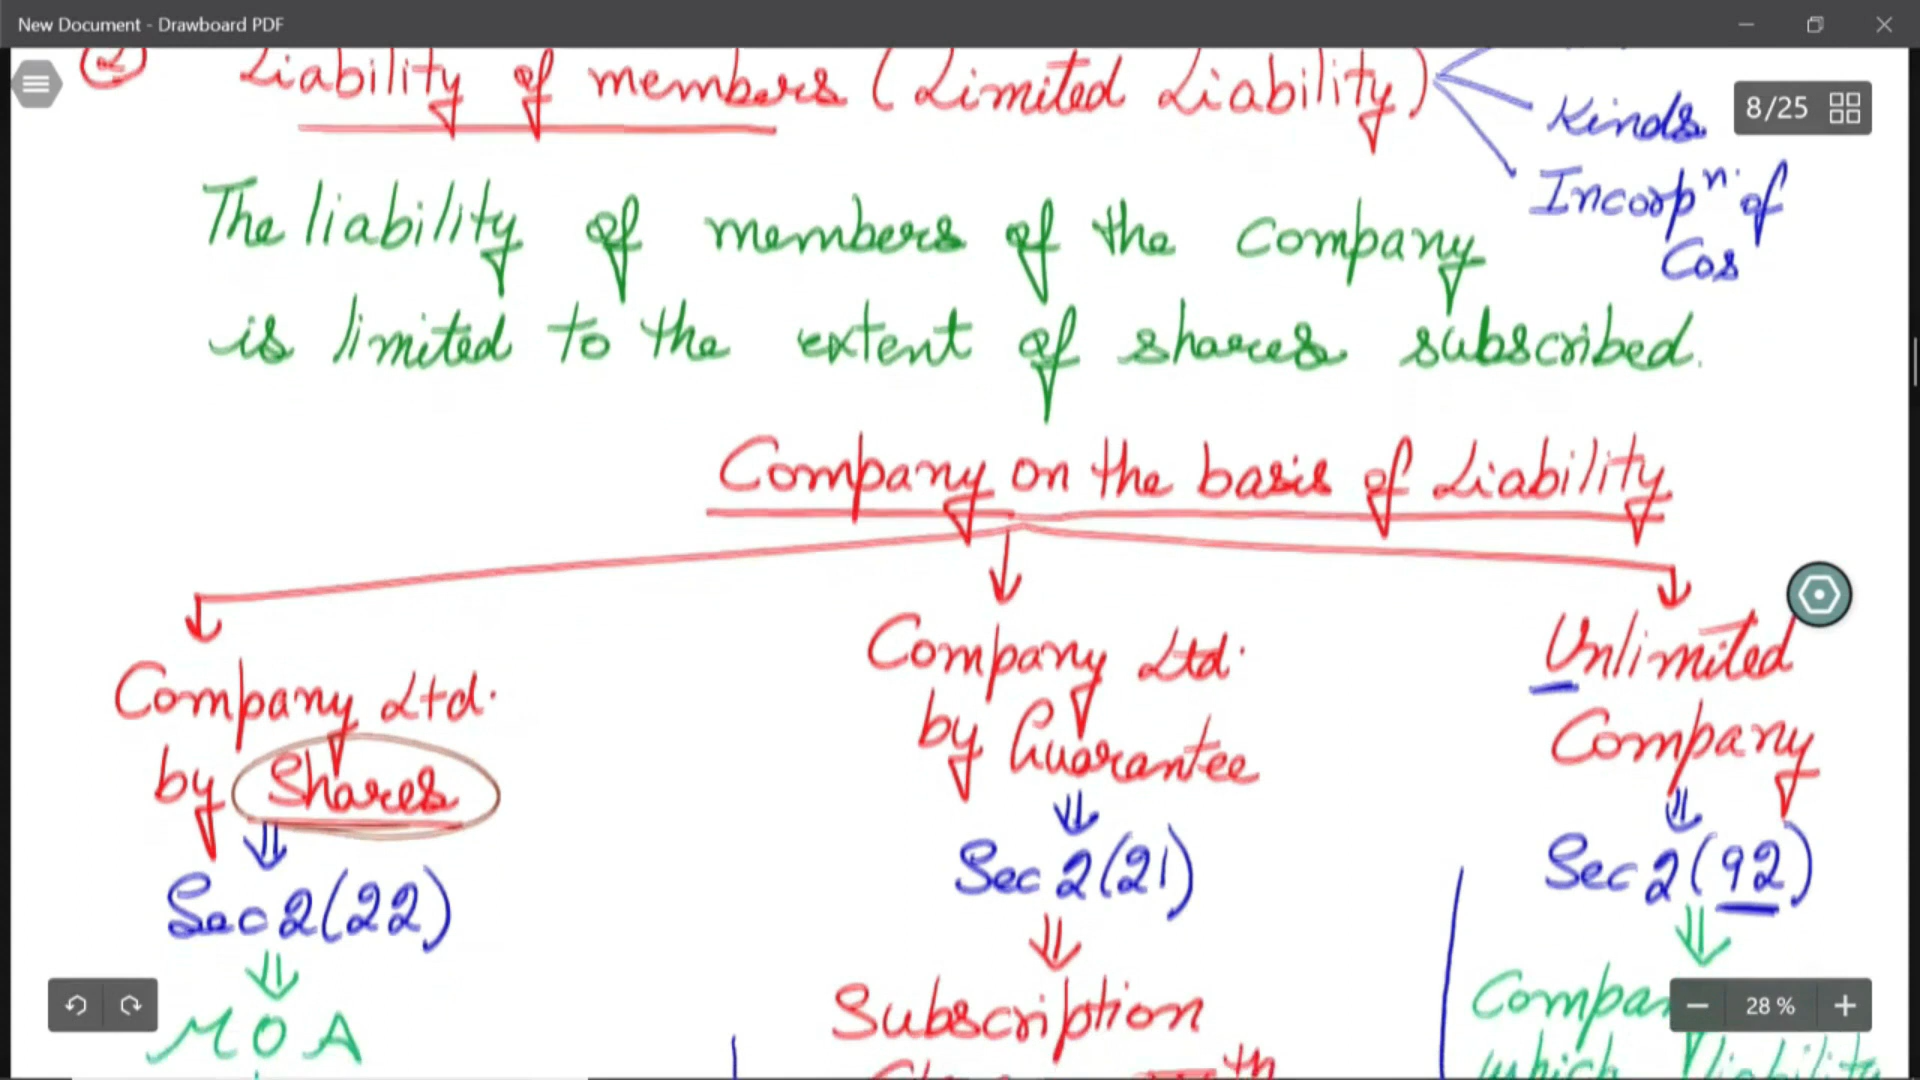 New Document - Drawboard PDF
② Liability of members (Limited Liability)
Kinds
8/25
Incorpⁿ of
Cos
The liability of members of the company
is limited to the extent of shares subscribed.
Company on the basis of Liability
Company Ltd.
by Shares
Sec 2(22)
MOA
Company Ltd.
by Guarantee
Sec 2(21)
Subscription
Unlimited
Company
Sec 2(92)
which liability
28 %